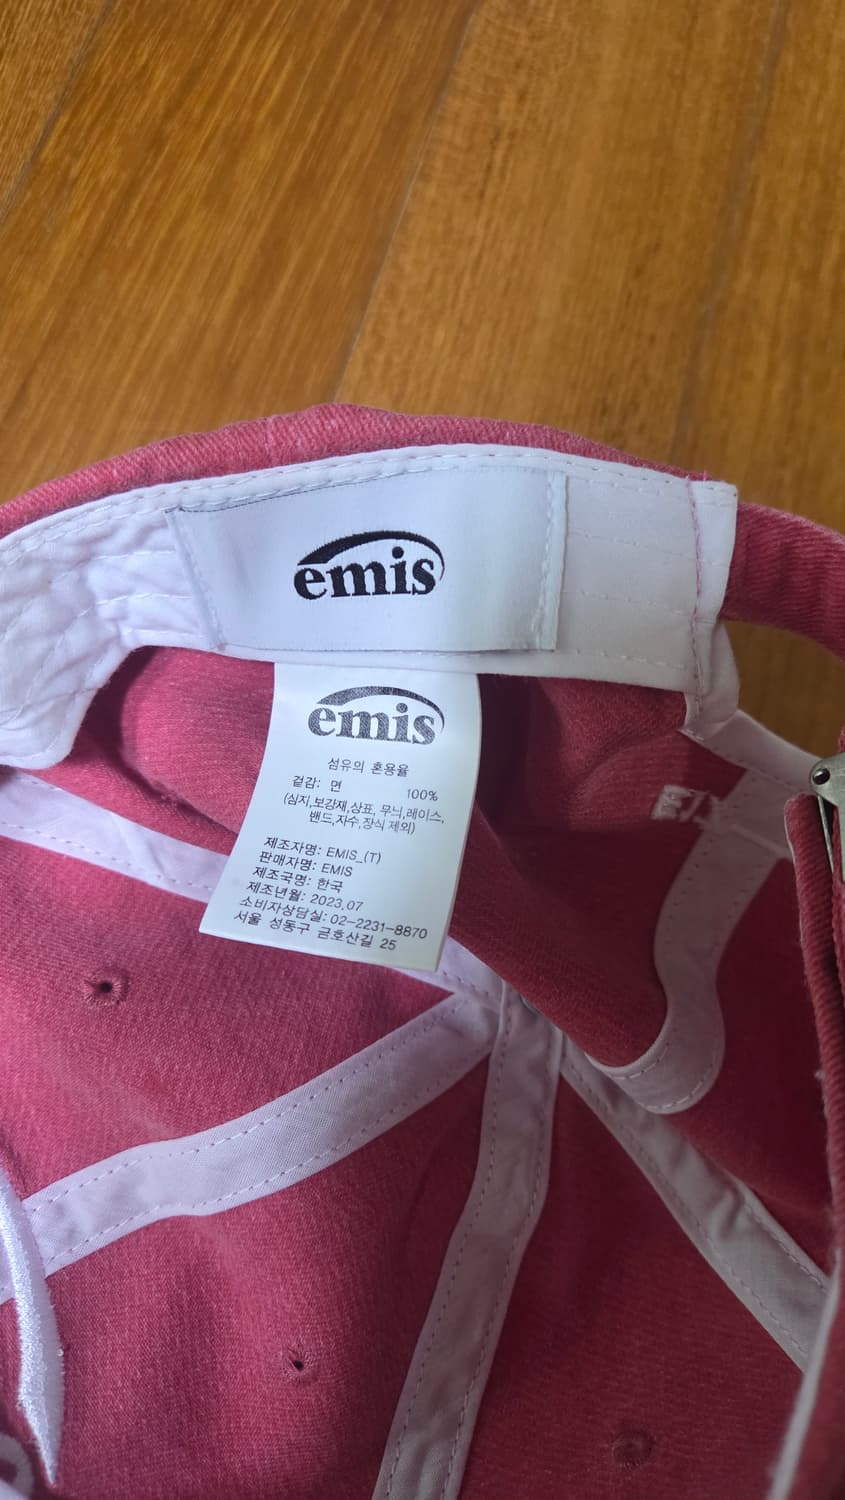 emis
emis
섬유의 혼용율
겉감: 면 100%
(심지,보강재,상표, 무늬,레이스,
밴드,자수,장식 제외)
제조자명: EMIS_(T)
판매자명: EMIS
제조국명: 한국
제조년월: 2023.07
소비자상담실: 02-2231-8870
서울 성동구 금호산길 25